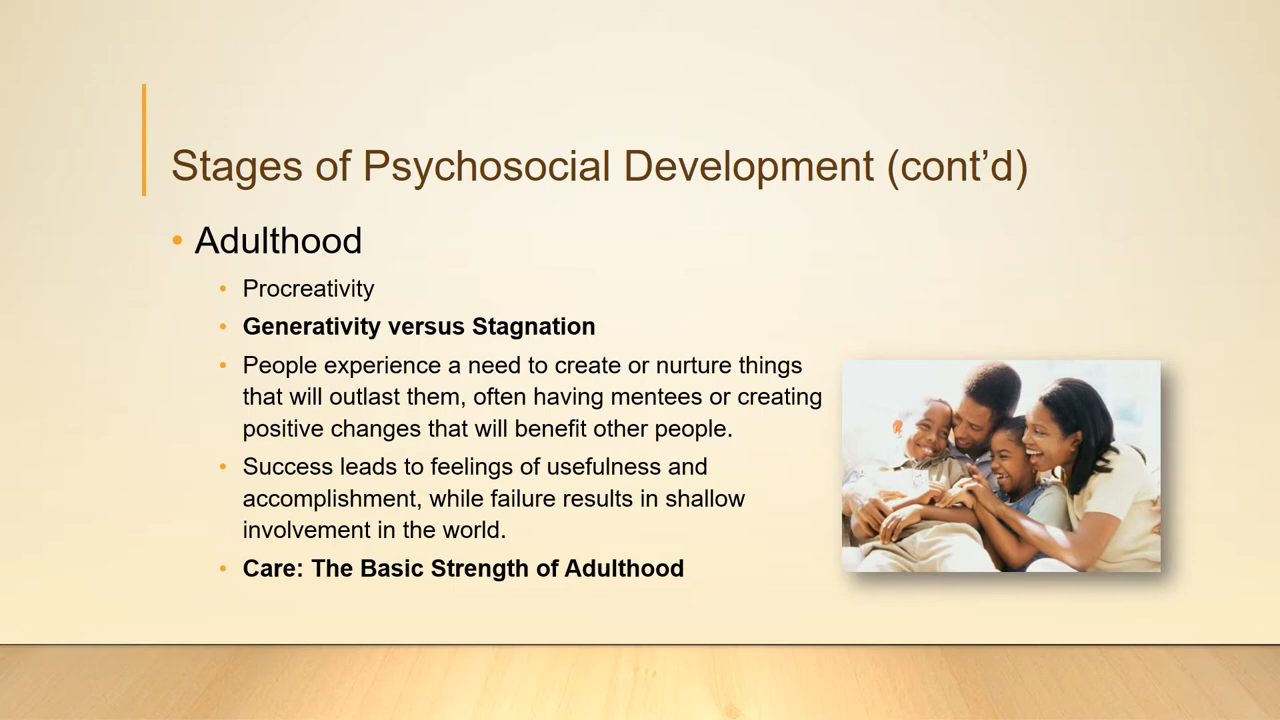 Stages of Psychosocial Development (cont’d)
• Adulthood
• Procreativity
• Generativity versus Stagnation
• People experience a need to create or nurture things
that will outlast them, often having mentees or creating
positive changes that will benefit other people.
• Success leads to feelings of usefulness and
accomplishment, while failure results in shallow
involvement in the world.
• Care: The Basic Strength of Adulthood